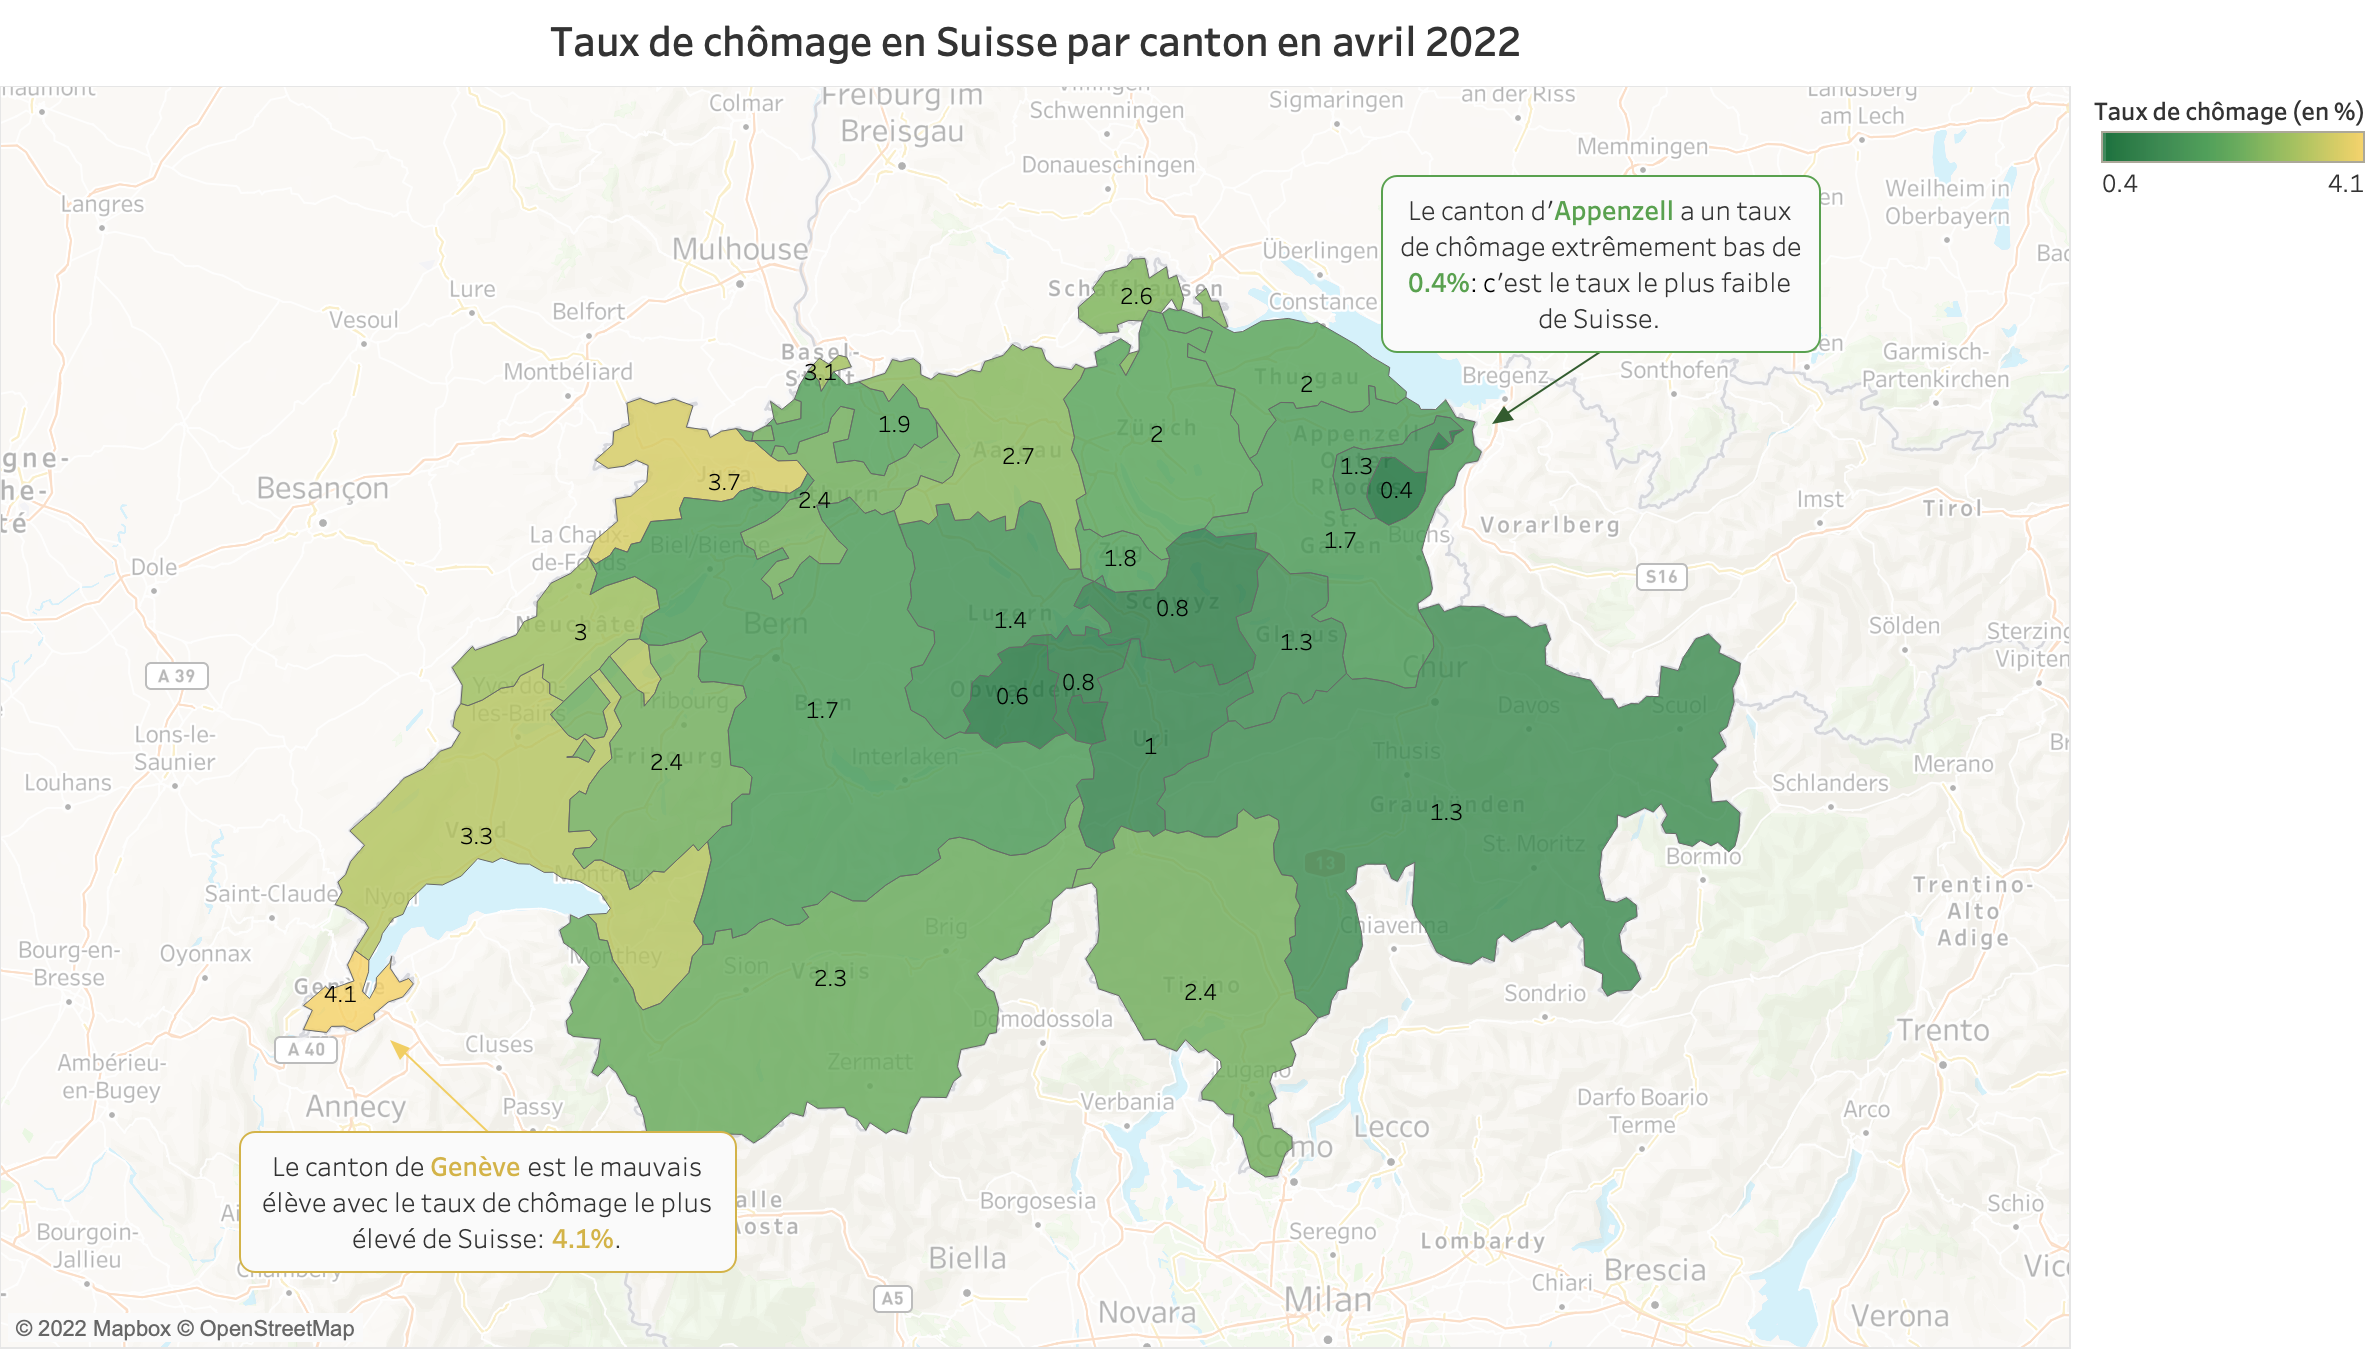 Taux de chômage en Suisse par canton en avril 2022
Taux de chômage (en %)
0.4 4.1
Le canton d'Appenzell a un taux
de chômage extrêmement bas de
0.4%: c'est le taux le plus faible
de Suisse.
Colmar
Freiburg im
Breisgau
Schwenningen
Sigmaringen
an der Riss
am Lech
Donaueschingen
Memmingen
Weilheim in
Oberbayern
Langres
Mulhouse
Überlingen
Lure
Schaffhausen
2.6
Constance
Belfort
Vesoul
Basel-
Stadt
3.1
Montbéliard
Bregenz
Sonthofen
Garmisch-
Partenkirchen
Thurgau
2
1.9
Aargau
2.7
Zürich
2
Appenzell
Outer
Rhodes
1.3
0.4
Jura
3.7
Solothurn
2.4
Besançon
Imst
Tirol
Vorarlberg
St.
Gallen
1.7
Buchs
La Chaux-
de-Fonds
Biel/Bienne
Dole
Zug
1.8
S16
Schwyz
0.8
Luzern
1.4
Neuchâtel
3
Bern
Glarus
1.3
Sölden
Sterzing
Vipiten
A 39
Chur
Yverdon-
les-Bains
Fribourg
Obwalden
0.6
0.8
Bern
1.7
Davos
Scuol
Lons-le-
Saunier
Uri
1
Thusis
Fribourg
2.4
Interlaken
Merano
Louhans
Schlanders
Graubünden
1.3
Vaud
3.3
St. Moritz
Bormio
13
Montreux
Saint-Claude
Nyon
Trentino-
Alto
Adige
Brig
Chiavenna
Bourg-en-
Bresse
Oyonnax
Monthey
Sion
Valais
2.3
Genève
4.1
Ticino
2.4
Sondrio
Domodossola
Trento
A 40
Cluses
Ambérieu-
en-Bugey
Zermatt
Lugano
Annecy
Passy
Verbania
Darfo Boario
Terme
Arco
Lecco
Como
Le canton de Genève est le mauvais
élève avec le taux de chômage le plus
élevé de Suisse: 4.1%.
Borgosesia
Schio
Bourgoin-
Jallieu
Seregno
Lombardy
Biella
Chiari
Brescia
A5
Novara
Milan
Verona
© 2022 Mapbox © OpenStreetMap